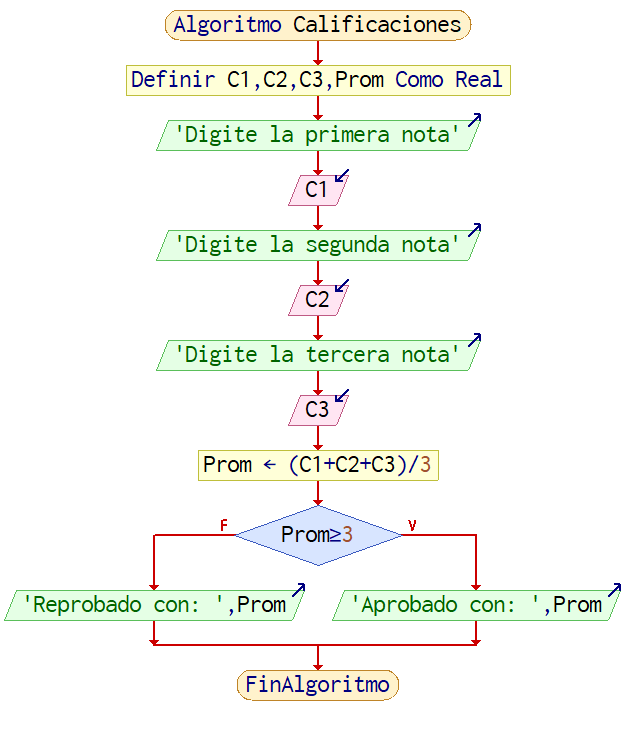 Algoritmo Calificaciones
Definir C1,C2,C3,Prom Como Real
'Digite la primera nota'
C1
'Digite la segunda nota'
C2
'Digite la tercera nota'
C3
Prom ← (C1+C2+C3)/3
Prom≥3
F
V
'Reprobado con: ',Prom
'Aprobado con: ',Prom
FinAlgoritmo